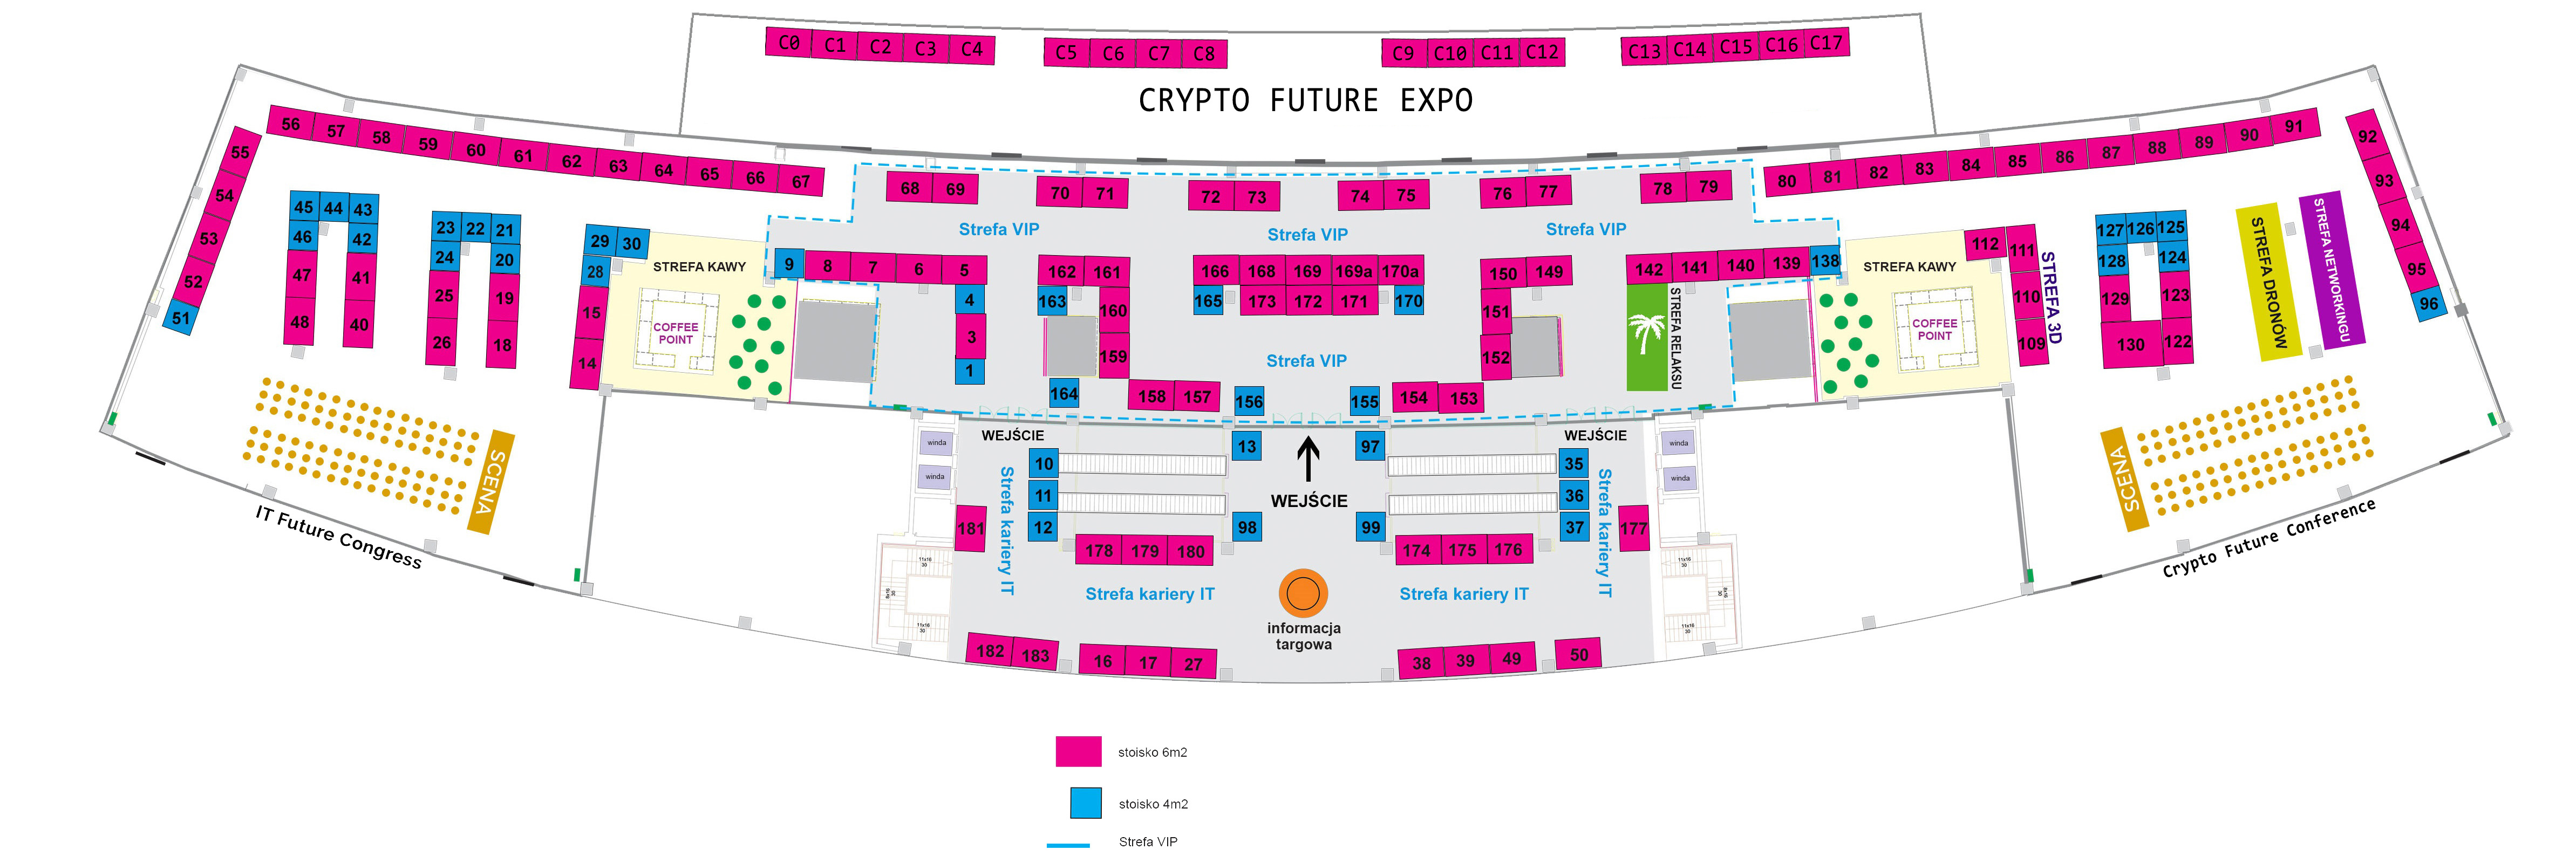 C0 C1 C2 C3 C4 C5 C6 C7 C8 C9 C10 C11 C12 C13 C14 C15 C16 C17
CRYPTO FUTURE EXPO
55 54 53 52 51
56 57 58 59 60 61 62 63 64 65 66 67
68 69 70 71 72 73 74 75 76 77 78 79
80 81 82 83 84 85 86 87 88 89 90 91
92 93 94 95 96
Strefa VIP
Strefa VIP
Strefa VIP
45 44 43
46 42
47 41
48 40
23 22 21
24 20
25 19
26 18
29 30
28
15
14
STREFA KAWY
COFFEE
POINT
9 8 7 6 5
4
3
1
162 161
163 160
159
164
158 157
166 168 169 169a 170a
165 173 172 171 170
Strefa VIP
156 155
154 153
150 149
151
152
142 141 140 139 138
STREFA RELAKSU
STREFA KAWY
COFFEE
POINT
112 111
110
109
STREFA 3D
127 126 125
128 124
129 123
130 122
STREFA DRONÓW
STREFA NETWORKINGU
SCENA
IT Future Congress
SCENA
Crypto Future Conference
winda
winda
WEJŚCIE
10
11
12
181
Strefa kariery IT
13
98
WEJŚCIE
97
99
WEJŚCIE
35
36
37
177
Strefa kariery IT
winda
winda
178 179 180
174 175 176
Strefa kariery IT
Strefa kariery IT
informacja
targowa
11x16
30
8x16
30
11x16
30
11x16
30
8x16
30
11x16
30
182 183 16 17 27
38 39 49 50
stoisko 6m2
stoisko 4m2
Strefa VIP